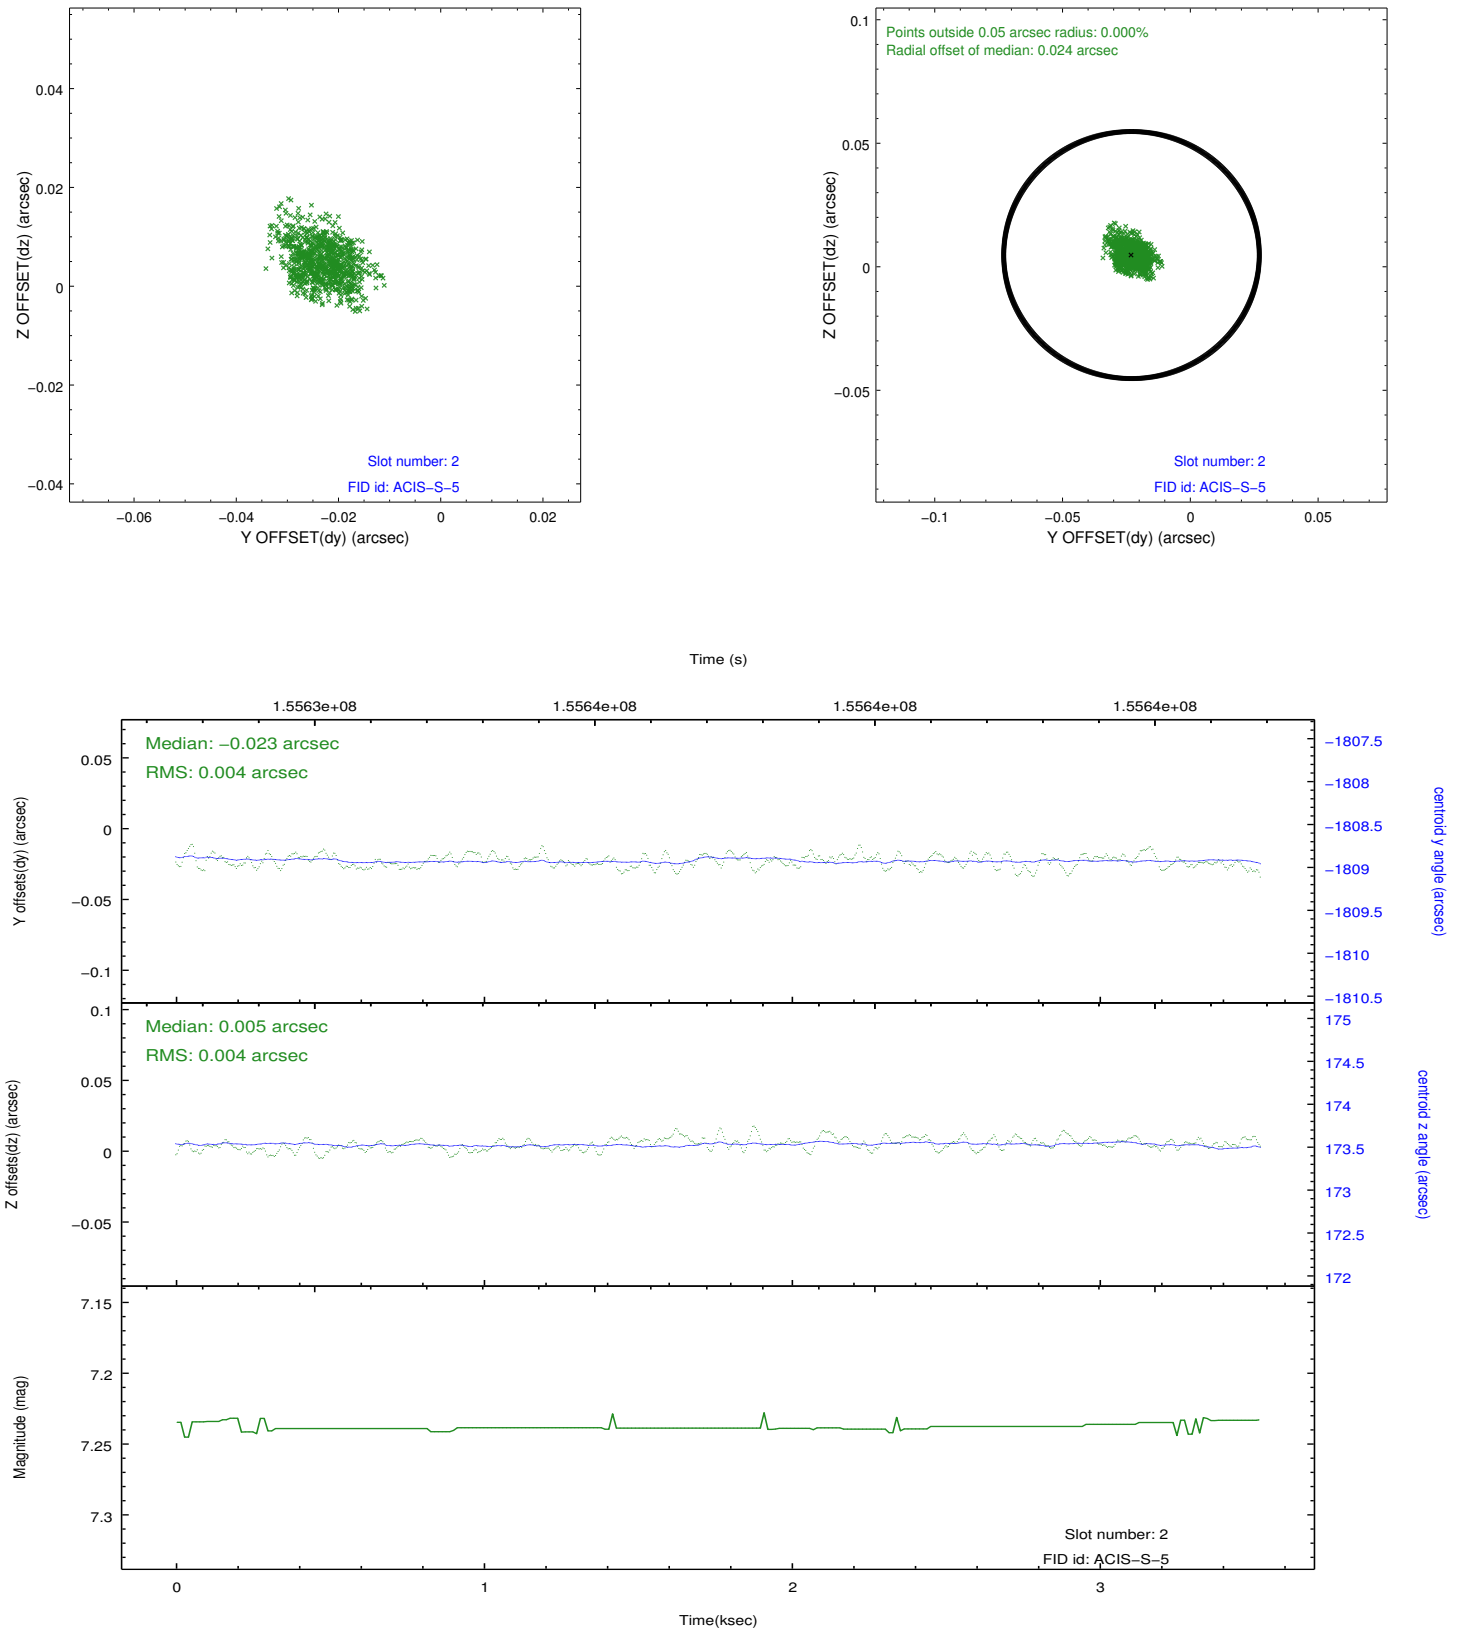 0.04
0.02
0
−0.02
−0.04
Z OFFSET(dz) (arcsec)
Slot number: 2
FID id: ACIS−S−5
−0.06 −0.04 −0.02 0 0.02
Y OFFSET(dy) (arcsec)
Points outside 0.05 arcsec radius: 0.000%
Radial offset of median: 0.024 arcsec
0.1
0.05
0
−0.05
Z OFFSET(dz) (arcsec)
Slot number: 2
FID id: ACIS−S−5
−0.1 −0.05 0 0.05
Y OFFSET(dy) (arcsec)
Time (s)
1.5563e+08 1.5564e+08 1.5564e+08 1.5564e+08
Median: −0.023 arcsec
RMS: 0.004 arcsec
0.05
0
−0.05
−0.1
Y offsets(dy) (arcsec)
−1807.5
−1808
−1808.5
−1809
−1809.5
−1810
−1810.5
centroid y angle (arcsec)
Median: 0.005 arcsec
RMS: 0.004 arcsec
0.1
0.05
0
−0.05
Z offsets(dz) (arcsec)
175
174.5
174
173.5
173
172.5
172
centroid z angle (arcsec)
7.15
7.2
7.25
7.3
Magnitude (mag)
Slot number: 2
FID id: ACIS−S−5
0 1 2 3
Time(ksec)